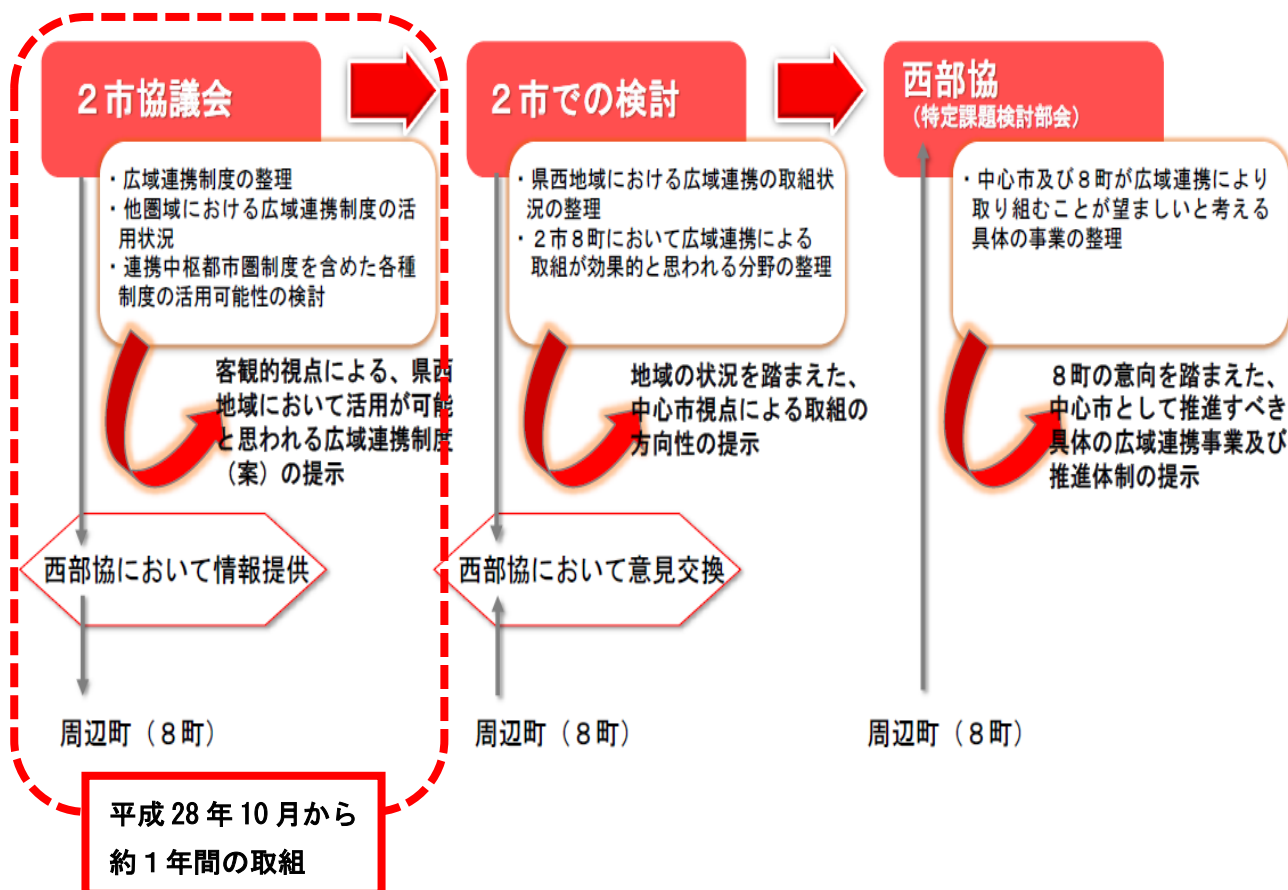 ２市協議会
・広域連携制度の整理
・他圏域における広域連携制度の活
用状況
・連携中枢都市圏制度を含めた各種
制度の活用可能性の検討
客観的視点による、県西
地域において活用が可能
と思われる広域連携制度
（案）の提示
西部協において情報提供
周辺町（８町）
平成 28 年 10 月から
約 1 年間の取組
２市での検討
・県西地域における広域連携の取組状
況の整理
・２市８町において広域連携による
取組が効果的と思われる分野の整理
地域の状況を踏まえた、
中心市視点による取組の
方向性の提示
西部協において意見交換
周辺町（８町）
西部協
（特定課題検討部会）
・中心市及び８町が広域連携により
取り組むことが望ましいと考える
具体の事業の整理
８町の意向を踏まえた、
中心市として推進すべき
具体の広域連携事業及び
推進体制の提示
周辺町（８町）